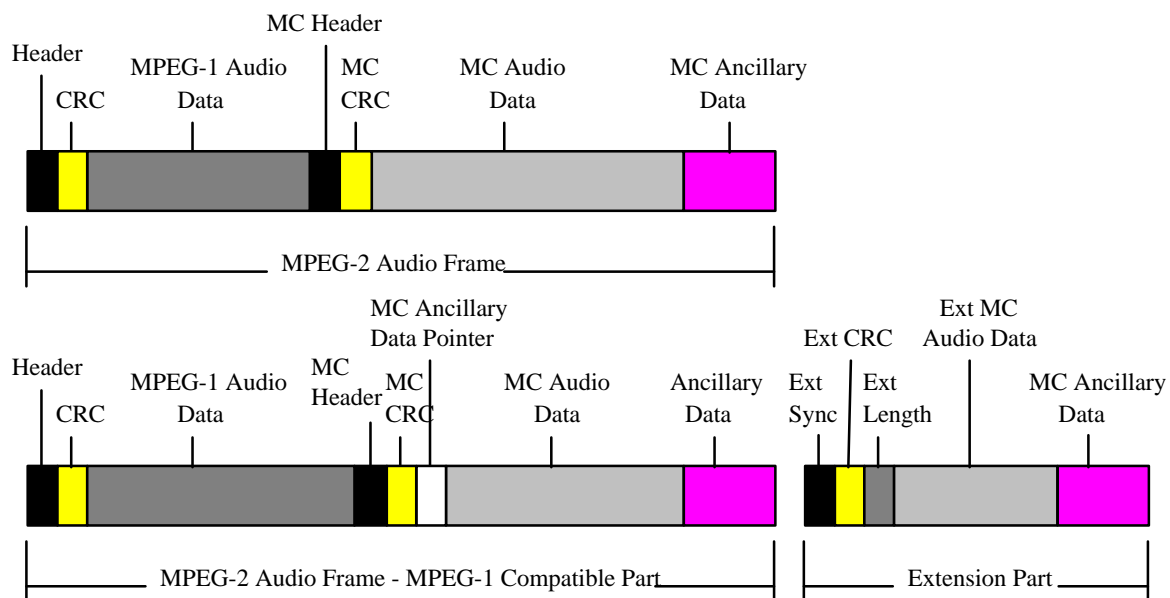 MC Header
Header
MPEG-1 Audio
Data
CRC
MC
CRC
MC Audio
Data
MC Ancillary
Data
MPEG-2 Audio Frame
MC Ancillary
Data Pointer
Ext MC
Audio Data
Ext CRC
Header
CRC
MPEG-1 Audio
Data
MC
Header
MC
CRC
MC Audio
Data
Ancillary
Data
Ext
Sync
Ext
Length
MC Ancillary
Data
MPEG-2 Audio Frame - MPEG-1 Compatible Part
Extension Part